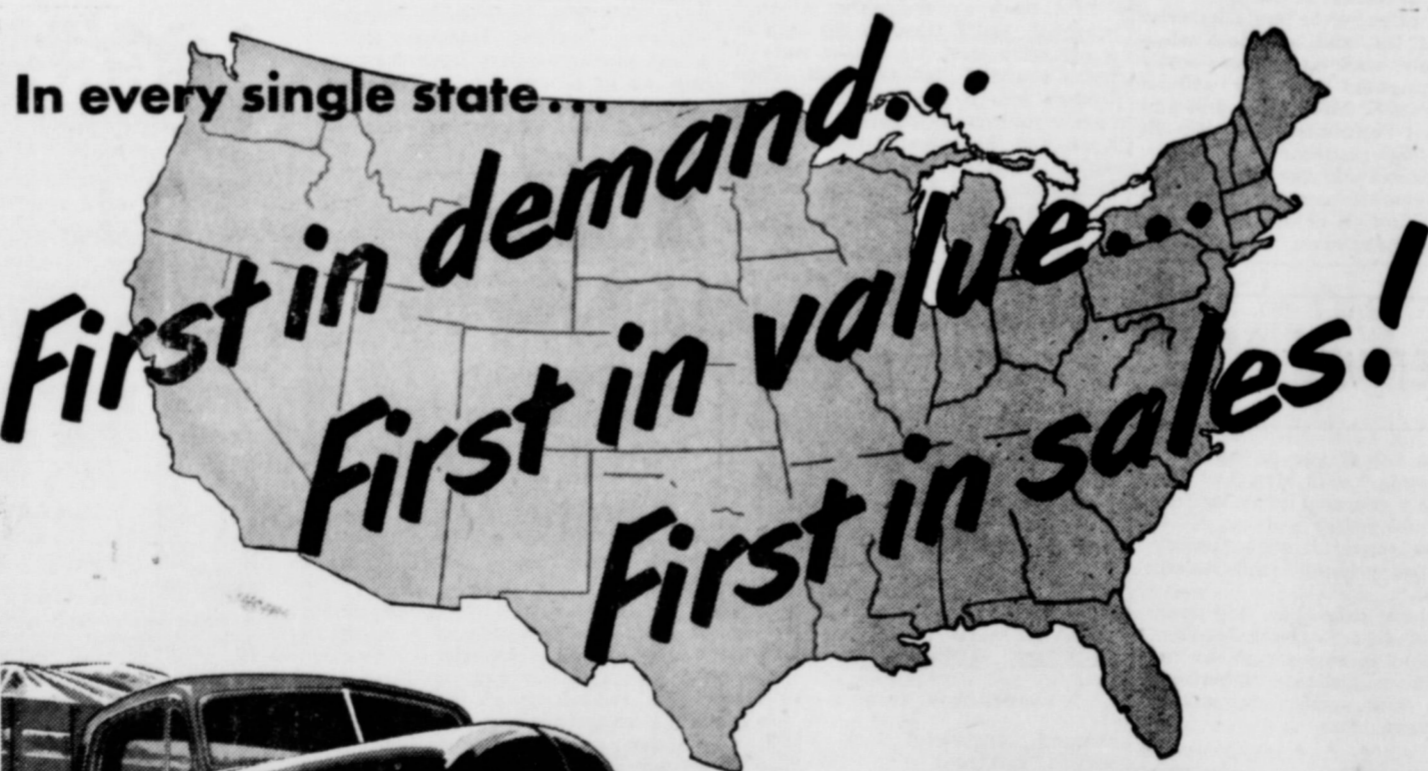 In every single state...
First in demand...
First in value...
First in sales!